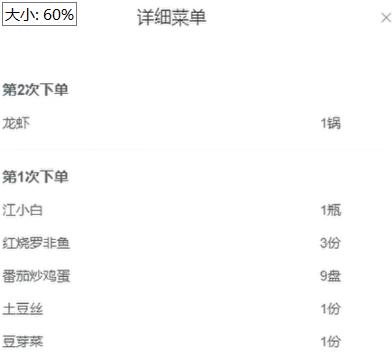 大小: 60%
详细菜单 ×
第2次下单
龙虾 1锅
第1次下单
江小白 1瓶
红烧罗非鱼 3份
番茄炒鸡蛋 9盘
土豆丝 1份
豆芽菜 1份